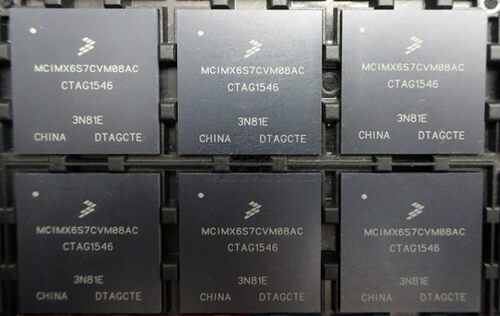 MCIMX6S7CVM08AC MCIMX6S7CVM08AC MCIMX6S7CVM08AC
CTAG1546 CTAG1546 CTAG1546
3N81E 3N81E 3N81E
CHINA DTAGCTE CHINA DTAGCTE CHINA DTAGCTE
MCIMX6S7CVM08AC MCIMX6S7CVM08AC MCIMX6S7CVM08AC
CTAG1546 CTAG1546 CTAG1546
3N81E 3N81E 3N81E
CHINA DTAGCTE CHINA DTAGCTE CHINA DTAGCTE